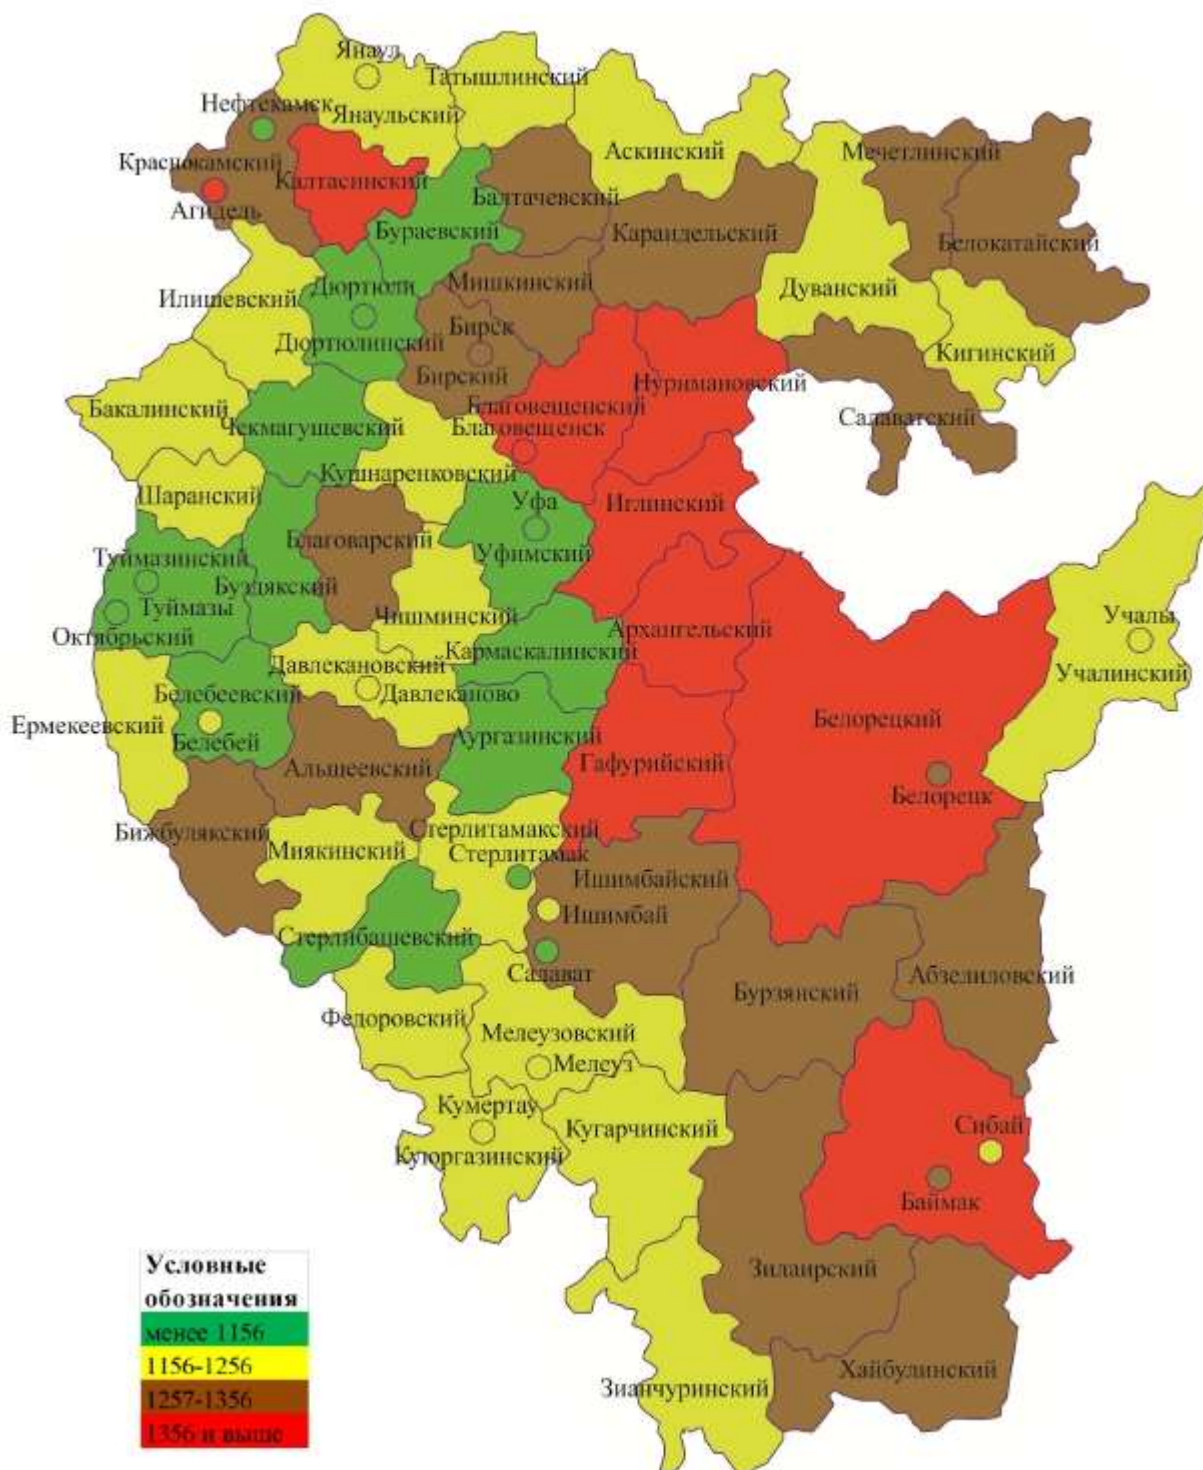 Янаул
Татышлинский
Нефтекамск
Янаульский
Аскинский
Мечетлинский
Краснокамский
Калтасинский
Балтачевский
Агидель
Бураевский
Караидельский
Белокатайский
Мишкинский
Илишевский
Дюртюли
Дуванский
Бирск
Дюртюлинский
Кигинский
Бирский
Нуримановский
Бакалинский
Благовещенский
Салаватский
Чекмагушевский
Благовещенск
Кушнаренковский
Шаранский
Уфа
Иглинский
Благоварский
Туймазинский
Уфимский
Буздякский
Туймазы
Чишминский
Учалы
Октябрьский
Архангельский
Кармаскалинский
Давлекановский
Учалинский
Белебеевский
Давлеканово
Ермекеевский
Белорецкий
Белебей
Аургазинский
Гафурийский
Альшеевский
Белорецк
Бижбулякский
Стерлитамакский
Миякинский
Стерлитамак
Ишимбайский
Ишимбай
Стерлибашевский
Салават
Абзелиловский
Бурзянский
Федоровский
Мелеузовский
Мелеуз
Кумертау
Кугарчинский
Сибай
Куюргазинский
Баймак
Условные
обозначения
Зилаирский
менее 1156
1156-1256
Хайбулинский
Зианчуринский
1257-1356
1356 и выше